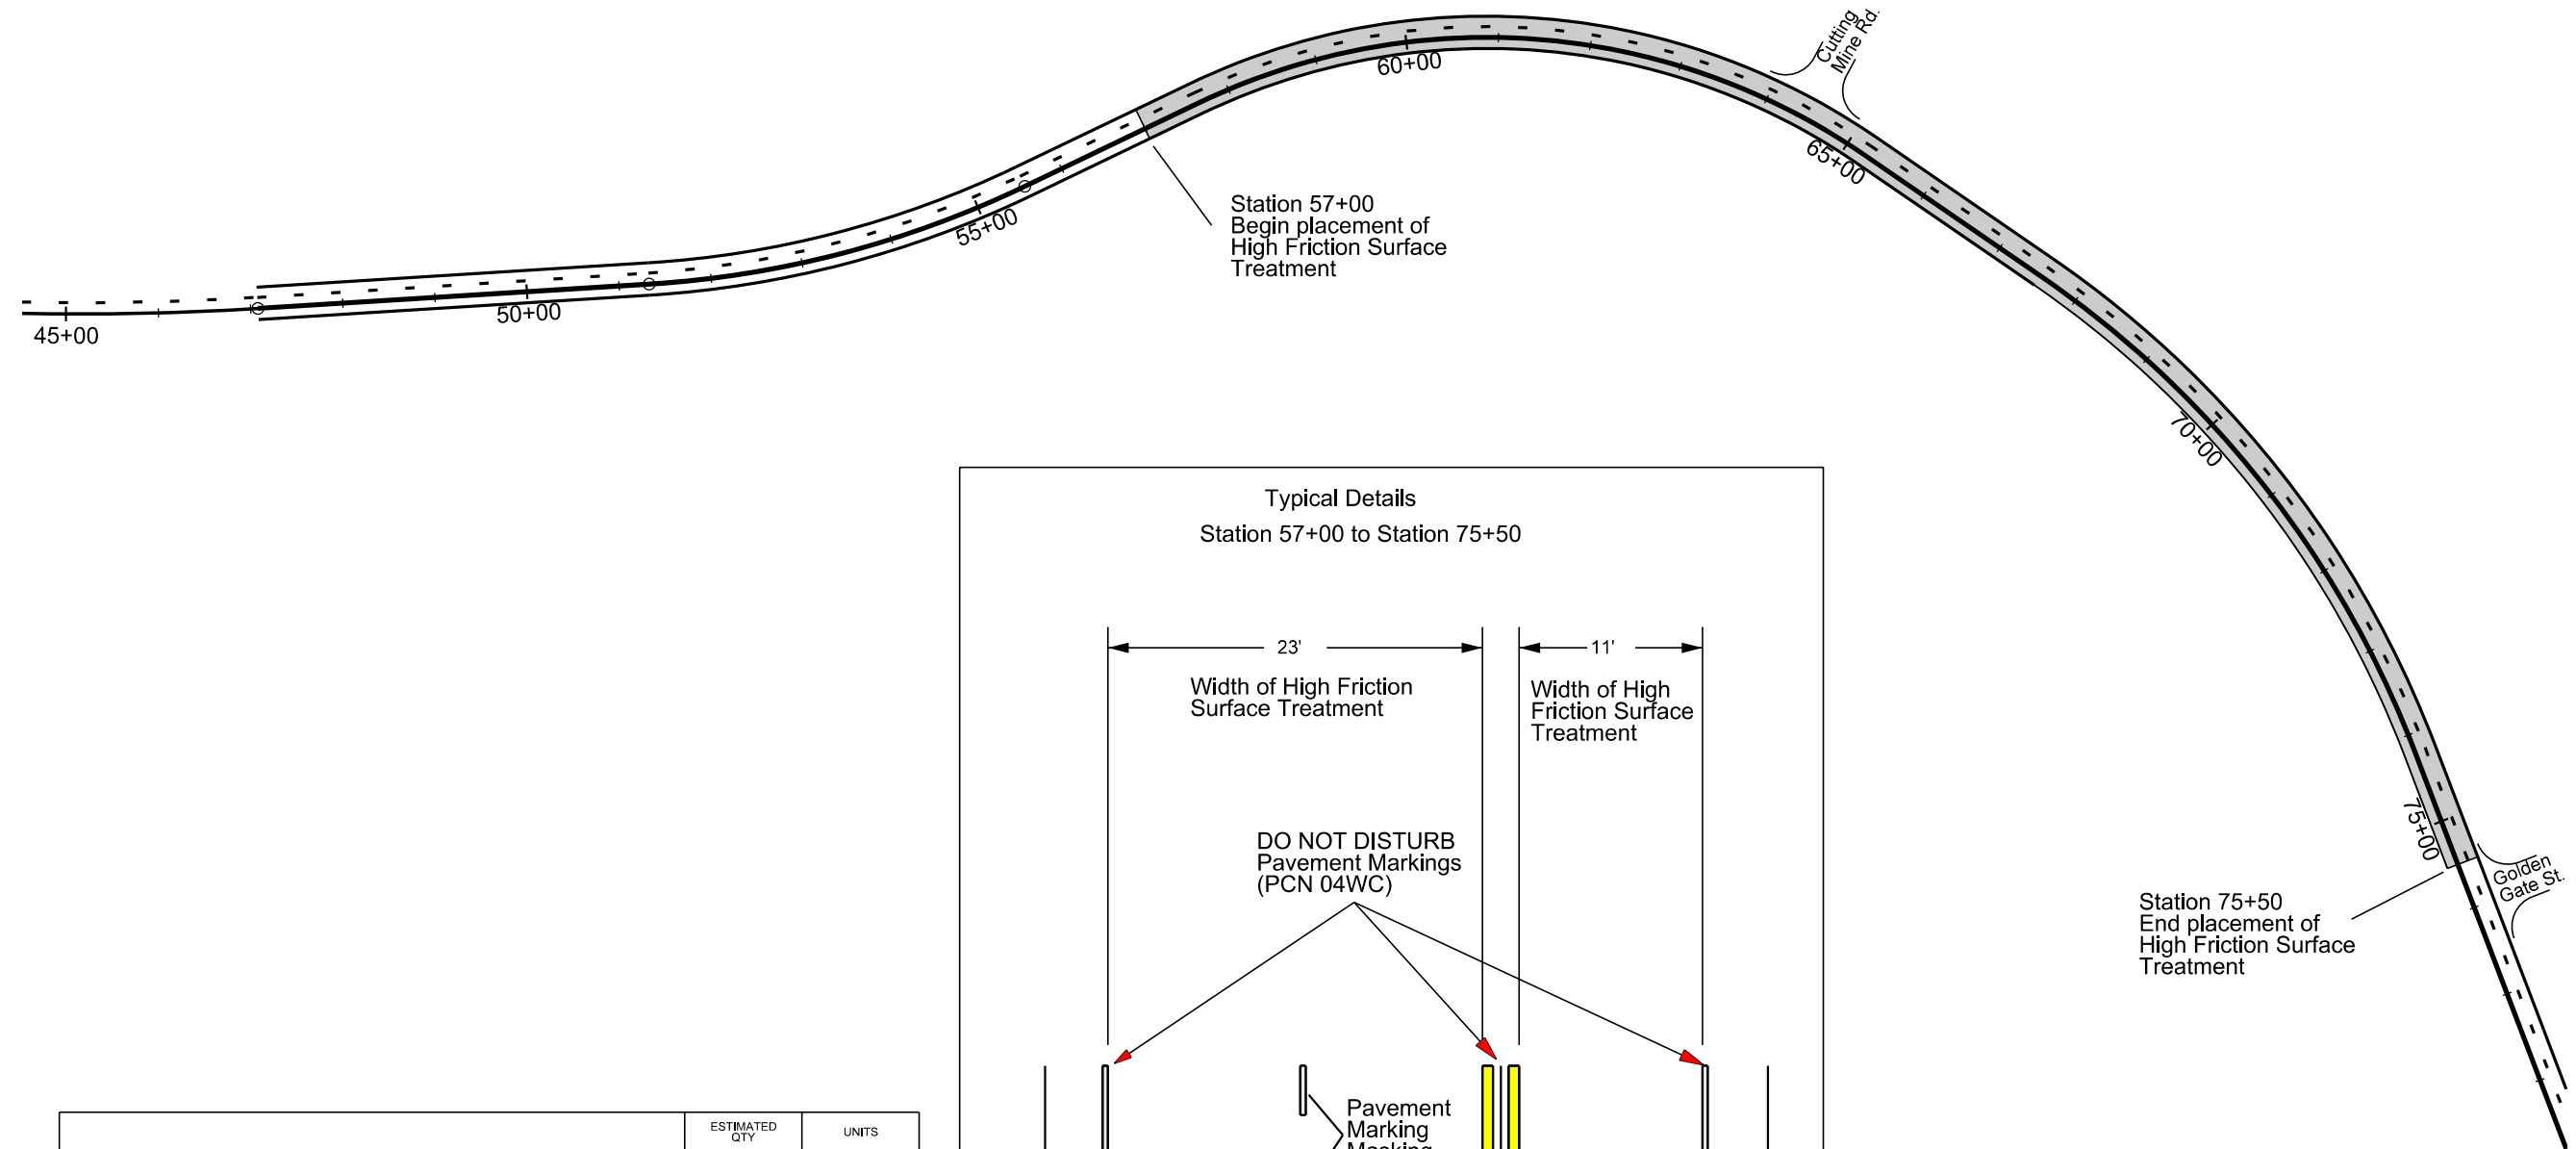 Cutting
Mine Rd.
60+00
65+00
Station 57+00
Begin placement of
High Friction Surface
Treatment
55+00
50+00
45+00
70+00
Typical Details
Station 57+00 to Station 75+50
23'
11'
Width of High Friction
Surface Treatment
Width of High
Friction Surface
Treatment
75+00
DO NOT DISTURB
Pavement Markings
(PCN 04WC)
Golden
Gate St.
Station 75+50
End placement of
High Friction Surface
Treatment
Pavement
Marking
Masking
ESTIMATED
QTY
UNITS